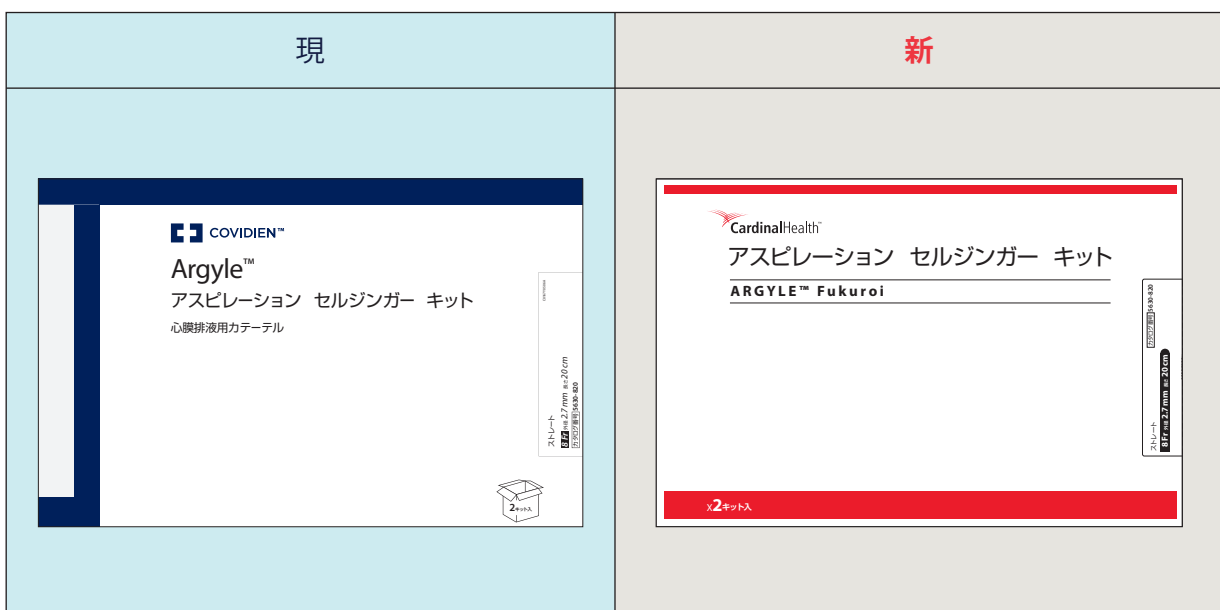 現
新
COVIDIEN™
Argyle™
アスピレーション セルジンガー キット
心膜排液用カテーテル
ストレート
8 Fr 外径 2.7 mm 長さ 20 cm
カタログ番号 5630-820
2キット入
CardinalHealth™
アスピレーション セルジンガー キット
ARGYLE™ Fukuroi
カタログ番号 5630-820
ストレート
8 Fr 外径 2.7 mm 長さ 20 cm
X2キット入